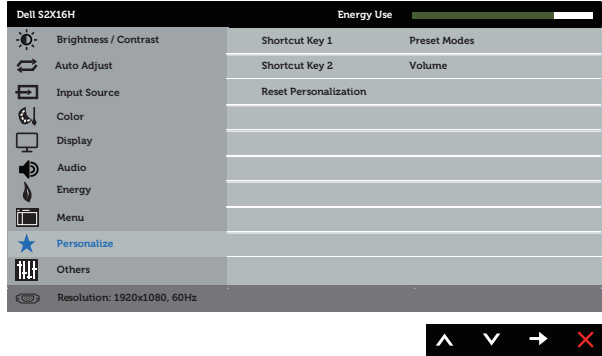 Dell S2X16H Energy Use
Brightness / Contrast Shortcut Key 1 Preset Modes
Auto Adjust Shortcut Key 2 Volume
Input Source Reset Personalization
Color
Display
Audio
Energy
Menu
Personalize
Others
Resolution: 1920x1080, 60Hz